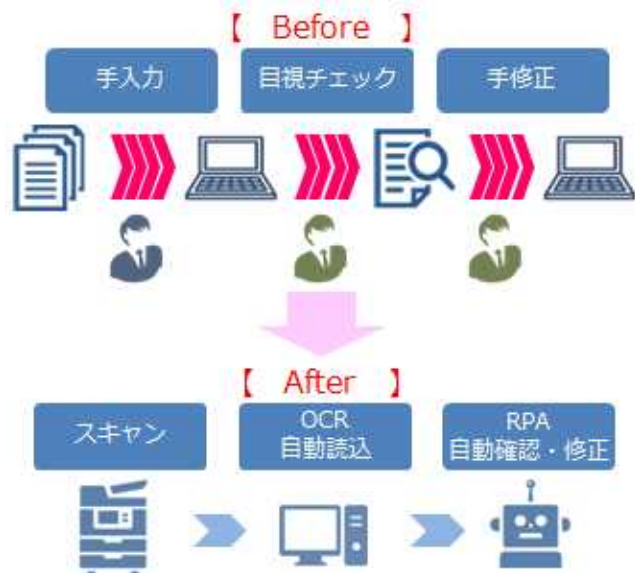 【 Before 】
手入力
目視チェック
手修正
【 After 】
スキャン
OCR
自動読込
RPA
自動確認・修正